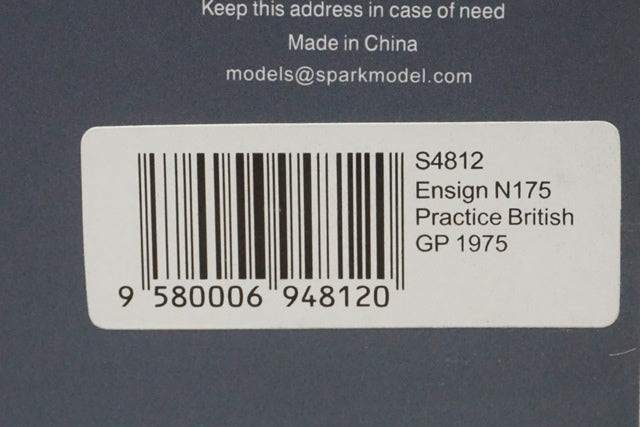 Keep this address in case of need
Made in China
models@sparkmodel.com
S4812
Ensign N175
Practice British
GP 1975
9 580006 948120